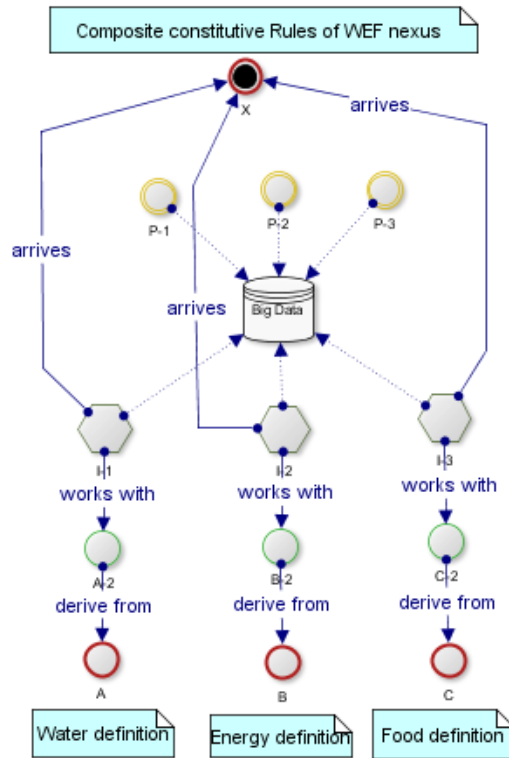 Composite constitutive Rules of WEF nexus
X
arrives
P-1
P-2
P-3
arrives
arrives
Big Data
I-1
I-2
I-3
works with
works with
works with
A-2
B-2
C-2
derive from
derive from
derive from
A
B
C
Water definition
Energy definition
Food definition